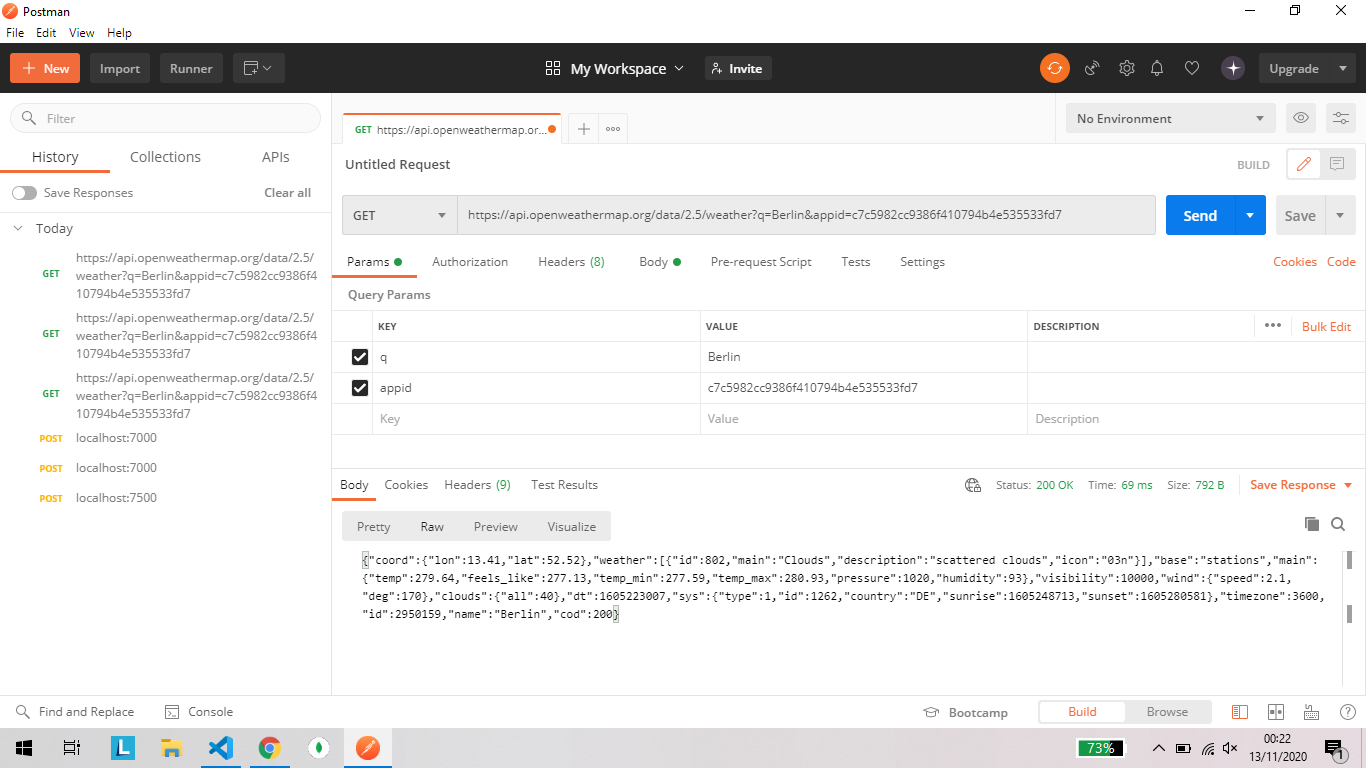 Postman
File Edit View Help
New Import Runner My Workspace Invite Upgrade
Filter
History Collections APIs
Save Responses Clear all
Today
GET https://api.openweathermap.org/data/2.5/
weather?q=Berlin&appid=c7c5982cc9386f4
10794b4e535533fd7
GET https://api.openweathermap.org/data/2.5/
weather?q=Berlin&appid=c7c5982cc9386f4
10794b4e535533fd7
GET https://api.openweathermap.org/data/2.5/
weather?q=Berlin&appid=c7c5982cc9386f4
10794b4e535533fd7
POST localhost:7000
POST localhost:7000
POST localhost:7500
GET https://api.openweathermap.or...
No Environment
Untitled Request BUILD
GET https://api.openweathermap.org/data/2.5/weather?q=Berlin&appid=c7c5982cc9386f410794b4e535533fd7 Send Save
Params Authorization Headers (8) Body Pre-request Script Tests Settings Cookies Code
Query Params
KEY VALUE DESCRIPTION Bulk Edit
q Berlin
appid c7c5982cc9386f410794b4e535533fd7
Key Value Description
Body Cookies Headers (9) Test Results Status: 200 OK Time: 69 ms Size: 792 B Save Response
Pretty Raw Preview Visualize
{"coord":{"lon":13.41,"lat":52.52},"weather":[{"id":802,"main":"Clouds","description":"scattered clouds","icon":"03n"}],"base":"stations","main":
{"temp":279.64,"feels_like":277.13,"temp_min":277.59,"temp_max":280.93,"pressure":1020,"humidity":93},"visibility":10000,"wind":{"speed":2.1,
"deg":170},"clouds":{"all":40},"dt":1605223007,"sys":{"type":1,"id":1262,"country":"DE","sunrise":1605248713,"sunset":1605280581},"timezone":3600,
"id":2950159,"name":"Berlin","cod":200}
Find and Replace Console Bootcamp Build Browse
L 73% 00:22
13/11/2020 1